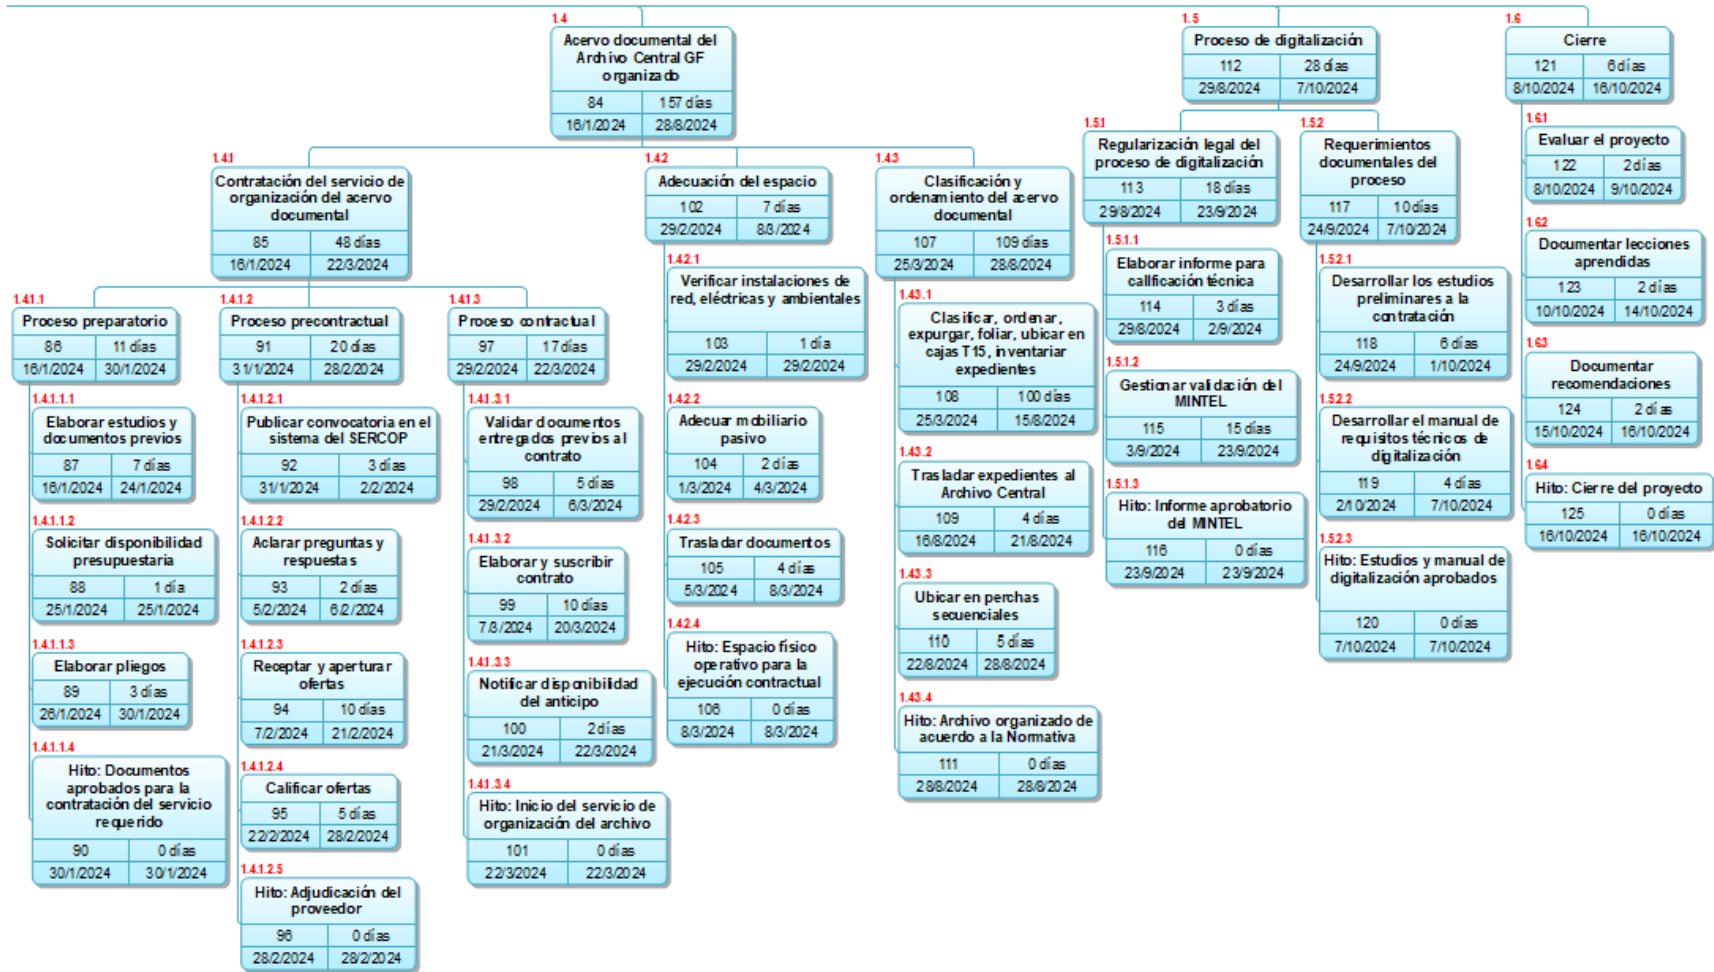 1.4
Acervo documental del
Archivo Central GF
organizado
84 157 días
16/1/2024 28/8/2024
1.4.1
Contratación del servicio de
organización del acervo
documental
85 48 días
16/1/2024 22/3/2024
1.4.1.1
Proceso preparatorio
86 11 días
16/1/2024 30/1/2024
1.4.1.1.1
Elaborar estudios y
documentos previos
87 7 días
16/1/2024 24/1/2024
1.4.1.1.2
Solicitar disponibilidad
presupuestaria
88 1 día
25/1/2024 25/1/2024
1.4.1.1.3
Elaborar pliegos
89 3 días
26/1/2024 30/1/2024
1.4.1.1.4
Hito: Documentos
aprobados para la
contratación del servicio
requerido
90 0 días
30/1/2024 30/1/2024
1.4.1.2
Proceso precontractual
91 20 días
31/1/2024 28/2/2024
1.4.1.2.1
Publicar convocatoria en el
sistema del SERCOP
92 3 días
31/1/2024 2/2/2024
1.4.1.2.2
Aclarar preguntas y
respuestas
93 2 días
5/2/2024 6/2/2024
1.4.1.2.3
Receptar y aperturar
ofertas
94 10 días
7/2/2024 21/2/2024
1.4.1.2.4
Calificar ofertas
95 5 días
22/2/2024 28/2/2024
1.4.1.2.5
Hito: Adjudicación del
proveedor
96 0 días
28/2/2024 28/2/2024
1.4.1.3
Proceso contractual
97 17 días
29/2/2024 22/3/2024
1.4.1.3.1
Validar documentos
entregados previos al
contrato
98 5 días
29/2/2024 6/3/2024
1.4.1.3.2
Elaborar y suscribir
contrato
99 10 días
7/3/2024 20/3/2024
1.4.1.3.3
Notificar disponibilidad
del anticipo
100 2 días
21/3/2024 22/3/2024
1.4.1.3.4
Hito: Inicio del servicio de
organización del archivo
101 0 días
22/3/2024 22/3/2024
1.4.2
Adecuación del espacio
102 7 días
29/2/2024 8/3/2024
1.4.2.1
Verificar instalaciones de
red, eléctricas y ambientales
103 1 día
29/2/2024 29/2/2024
1.4.2.2
Adecuar mobiliario
pasivo
104 2 días
1/3/2024 4/3/2024
1.4.2.3
Trasladar documentos
105 4 días
5/3/2024 8/3/2024
1.4.2.4
Hito: Espacio físico
operativo para la
ejecución contractual
106 0 días
8/3/2024 8/3/2024
1.4.3
Clasificación y
ordenamiento del acervo
documental
107 109 días
25/3/2024 28/8/2024
1.4.3.1
Clasificar, ordenar,
expurgar, foliar, ubicar en
cajas T15, inventariar
expedientes
108 100 días
25/3/2024 15/8/2024
1.4.3.2
Trasladar expedientes al
Archivo Central
109 4 días
16/8/2024 21/8/2024
1.4.3.3
Ubicar en perchas
secuenciales
110 5 días
22/8/2024 28/8/2024
1.4.3.4
Hito: Archivo organizado de
acuerdo a la Normativa
111 0 días
28/8/2024 28/8/2024
1.5
Proceso de digitalización
112 28 días
29/8/2024 7/10/2024
1.5.1
Regularización legal del
proceso de digitalización
113 18 días
29/8/2024 23/9/2024
1.5.1.1
Elaborar informe para
callficación técnica
114 3 días
29/8/2024 2/9/2024
1.5.1.2
Gestionar validación del
MINTEL
115 15 días
3/9/2024 23/9/2024
1.5.1.3
Hito: Informe aprobatorio
del MINTEL
116 0 días
23/9/2024 23/9/2024
1.5.2
Requerimientos
documentales del
proceso
117 10 días
24/9/2024 7/10/2024
1.5.2.1
Desarrollar los estudios
preliminares a la
contratación
118 6 días
24/9/2024 1/10/2024
1.5.2.2
Desarrollar el manual de
requisitos técnicos de
digitalización
119 4 días
2/10/2024 7/10/2024
1.5.2.3
Hito: Estudios y manual de
digitalización aprobados
120 0 días
7/10/2024 7/10/2024
1.6
Cierre
121 6 días
8/10/2024 16/10/2024
1.6.1
Evaluar el proyecto
122 2 días
8/10/2024 9/10/2024
1.6.2
Documentar lecciones
aprendidas
123 2 días
10/10/2024 14/10/2024
1.6.3
Documentar
recomendaciones
124 2 días
15/10/2024 16/10/2024
1.6.4
Hito: Cierre del proyecto
125 0 días
16/10/2024 16/10/2024